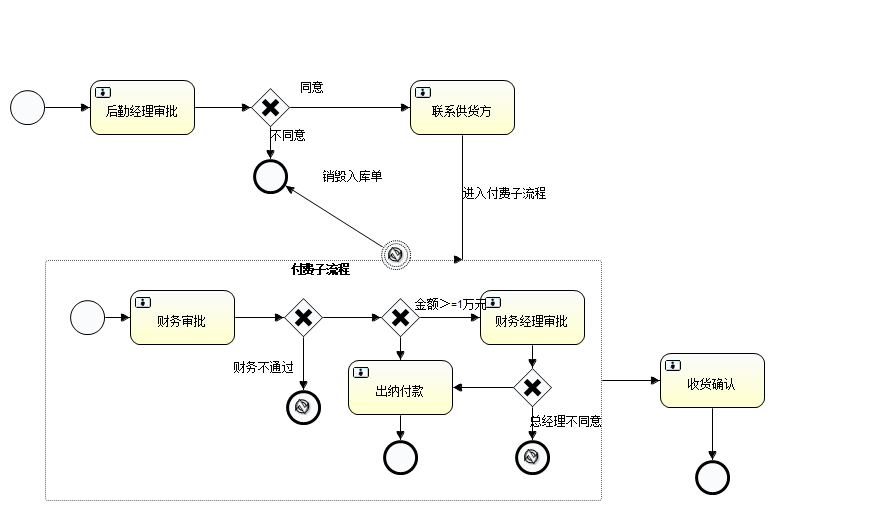 同意
后勤经理审批
联系供货方
不同意
销毁入库单
进入付费子流程
付费子流程
金额>=1万元
财务审批
财务经理审批
财务不通过
出纳付款
收货确认
总经理不同意